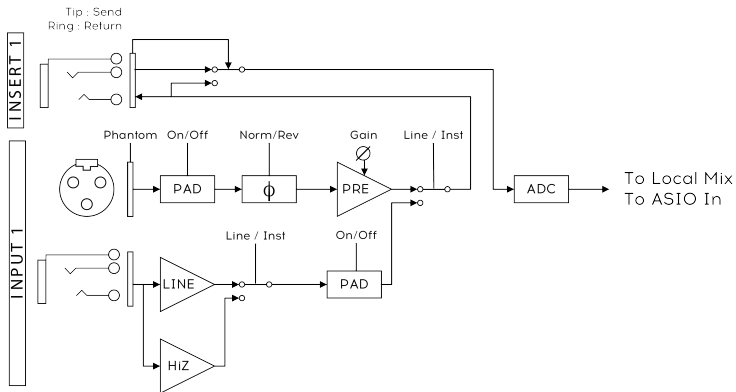 Tip : Send
Ring : Return
INSERT 1
Phantom On/Off Norm/Rev Gain Line / Inst
PAD ϕ PRE ADC To Local Mix
To ASIO In
INPUT 1
Line / Inst On/Off
LINE PAD
HiZ